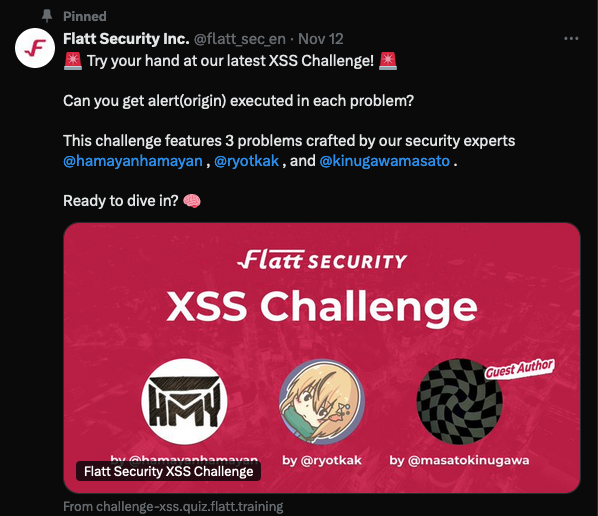 Pinned
Flatt Security Inc. @flatt_sec_en · Nov 12
🚨 Try your hand at our latest XSS Challenge! 🚨
Can you get alert(origin) executed in each problem?
This challenge features 3 problems crafted by our security experts
@hamayanhamayan , @ryotkak , and @kinugawamasato .
Ready to dive in? 🧠
Flatt SECURITY
XSS Challenge
Guest Author
HMY
by @hamayanhamayan
by @ryotkak
by @masatokinugawa
Flatt Security XSS Challenge
From challenge-xss.quiz.flatt.training